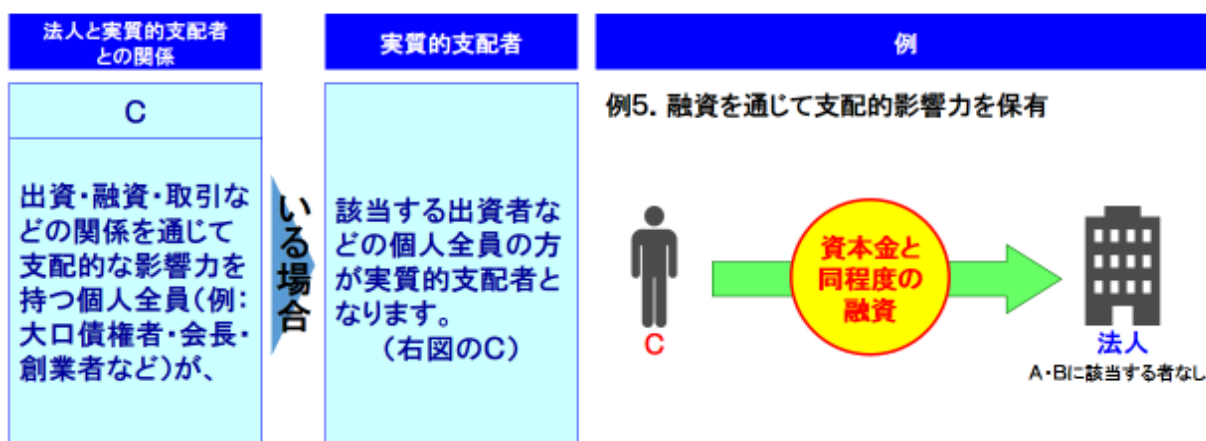 法人と実質的支配者
との関係
実質的支配者
例
C
出資・融資・取引な
どの関係を通じて
支配的な影響力を
持つ個人全員(例：
大口債権者・会長・
創業者など)が、
いる場合
該当する出資者な
どの個人全員の方
が実質的支配者と
なります。
（右図のC）
例5. 融資を通じて支配的影響力を保有
資本金と
同程度の
融資
C
法人
A・Bに該当する者なし